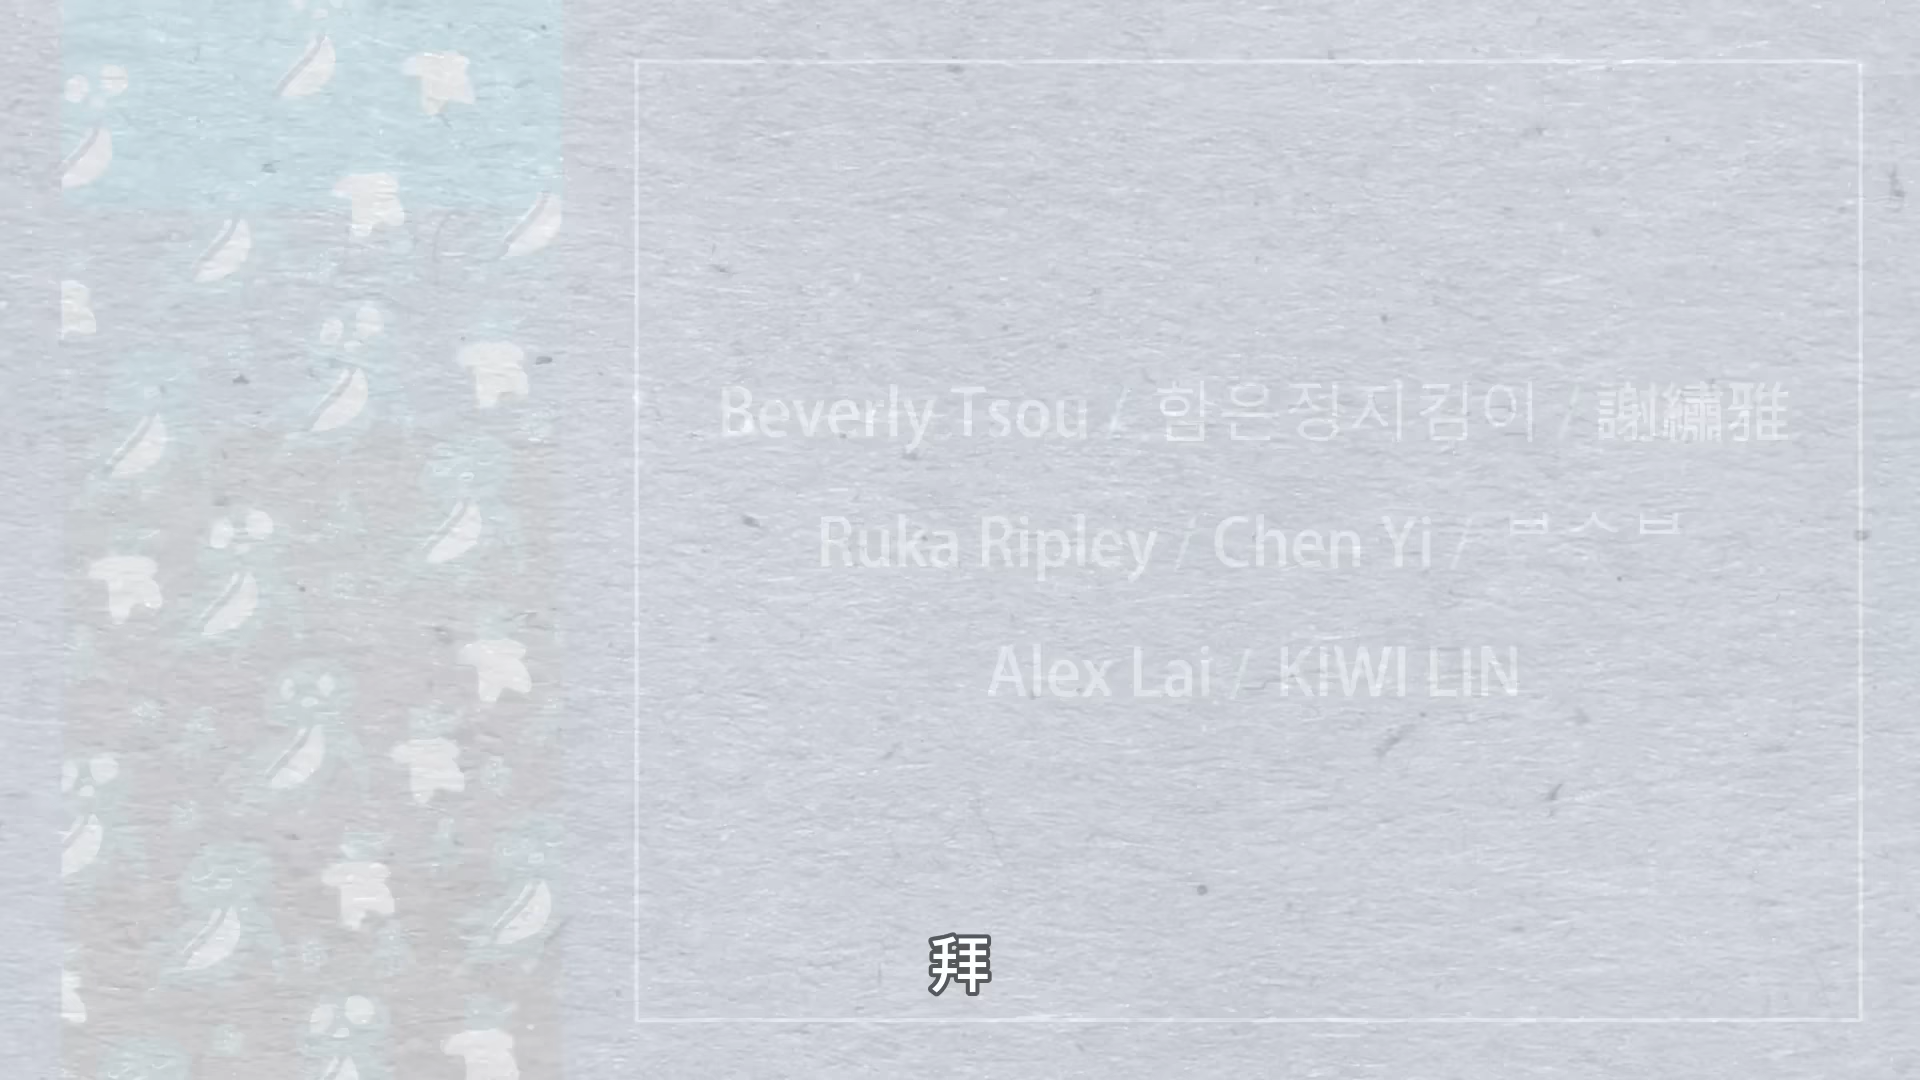 Beverly Tsou / 함은정지킴이 / 謝繡雅
Ruka Ripley / Chen Yi / ㅁㅅㅂ
Alex Lai / KIWI LIN
拜